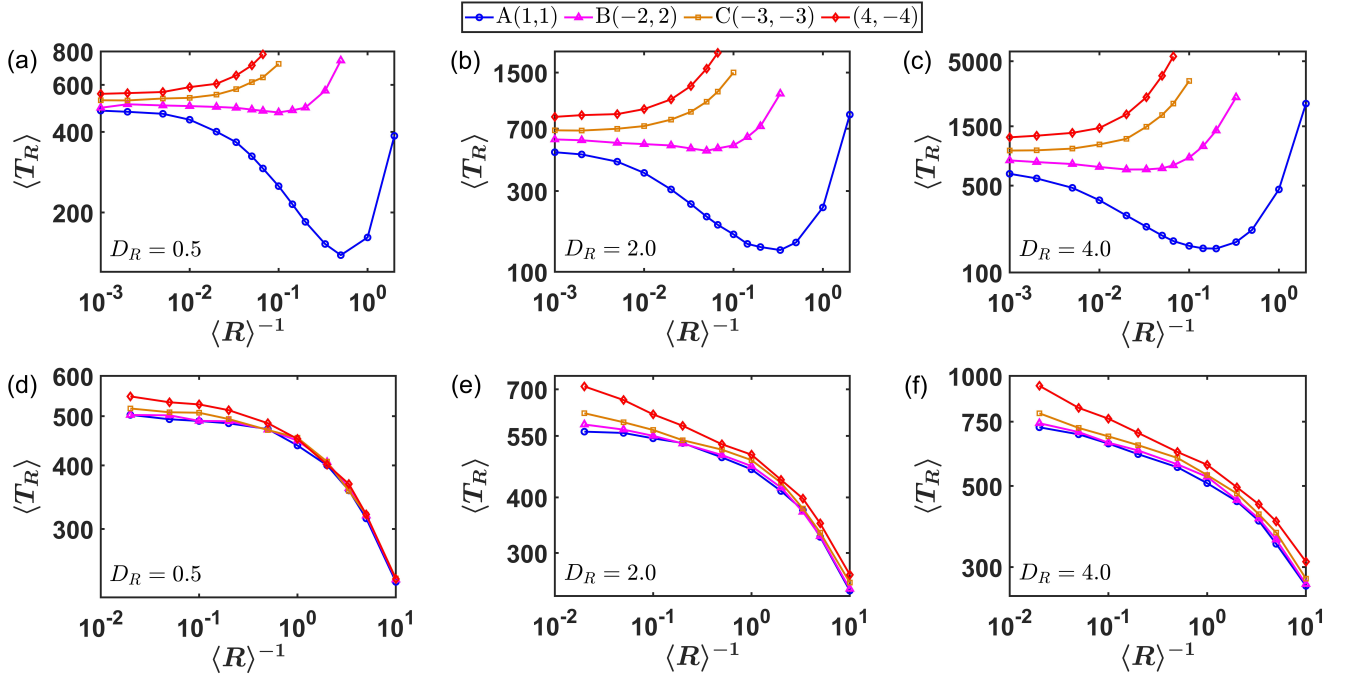 A(1,1) B(−2,2) C(−3,−3) (4,−4)
(a)
800
600
400
200
⟨T_R⟩
D_R = 0.5
10^-3 10^-2 10^-1 10^0
⟨R⟩^−1
(b)
1500
700
300
100
⟨T_R⟩
D_R = 2.0
10^-3 10^-2 10^-1 10^0
⟨R⟩^−1
(c)
5000
1500
500
100
⟨T_R⟩
D_R = 4.0
10^-3 10^-2 10^-1 10^0
⟨R⟩^−1
(d)
600
500
400
300
⟨T_R⟩
D_R = 0.5
10^-2 10^-1 10^0 10^1
⟨R⟩^−1
(e)
700
550
400
300
⟨T_R⟩
D_R = 2.0
10^-2 10^-1 10^0 10^1
⟨R⟩^−1
(f)
1000
750
500
300
⟨T_R⟩
D_R = 4.0
10^-2 10^-1 10^0 10^1
⟨R⟩^−1